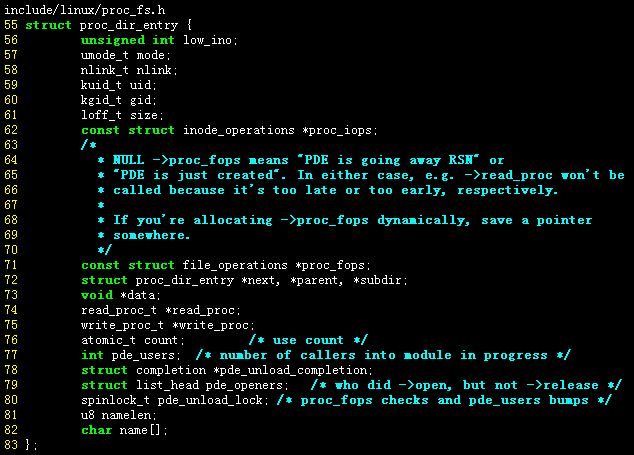 include/linux/proc_fs.h
55 struct proc_dir_entry {
56 unsigned int low_ino;
57 umode_t mode;
58 nlink_t nlink;
59 kuid_t uid;
60 kgid_t gid;
61 loff_t size;
62 const struct inode_operations *proc_iops;
63 /*
64 * NULL ->proc_fops means "PDE is going away RSN" or
65 * "PDE is just created". In either case, e.g. ->read_proc won't be
66 * called because it's too late or too early, respectively.
67 *
68 * If you're allocating ->proc_fops dynamically, save a pointer
69 * somewhere.
70 */
71 const struct file_operations *proc_fops;
72 struct proc_dir_entry *next, *parent, *subdir;
73 void *data;
74 read_proc_t *read_proc;
75 write_proc_t *write_proc;
76 atomic_t count; /* use count */
77 int pde_users; /* number of callers into module in progress */
78 struct completion *pde_unload_completion;
79 struct list_head pde_openers; /* who did ->open, but not ->release */
80 spinlock_t pde_unload_lock; /* proc_fops checks and pde_users bumps */
81 u8 namelen;
82 char name[];
83 };